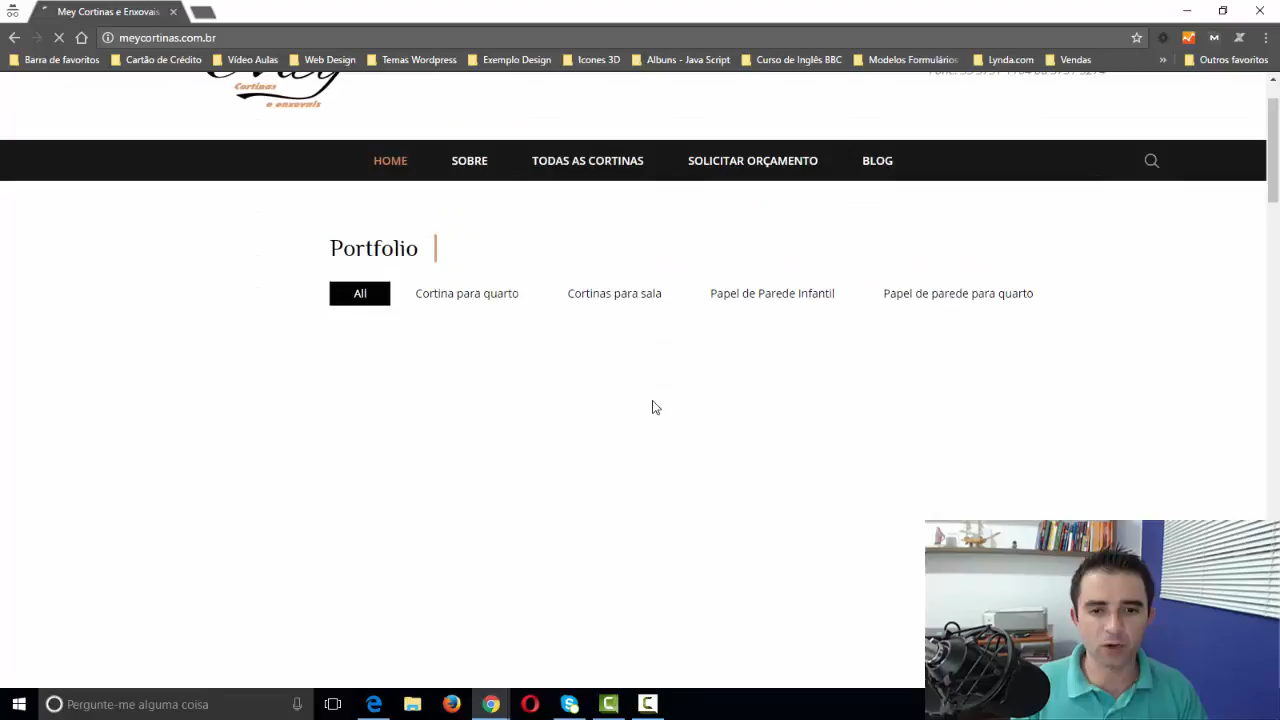 Mey Cortinas e Enxovais
meycortinas.com.br
Barra de favoritos Cartão de Crédito Vídeo Aulas Web Design Temas Wordpress Exemplo Design Icones 3D Albuns - Java Script Curso de Inglês BBC Modelos Formulários Lynda.com Vendas » Outros favoritos
Mey
Cortinas
e enxovais
HOME SOBRE TODAS AS CORTINAS SOLICITAR ORÇAMENTO BLOG
Portfolio
All Cortina para quarto Cortinas para sala Papel de Parede Infantil Papel de parede para quarto
Pergunte-me alguma coisa